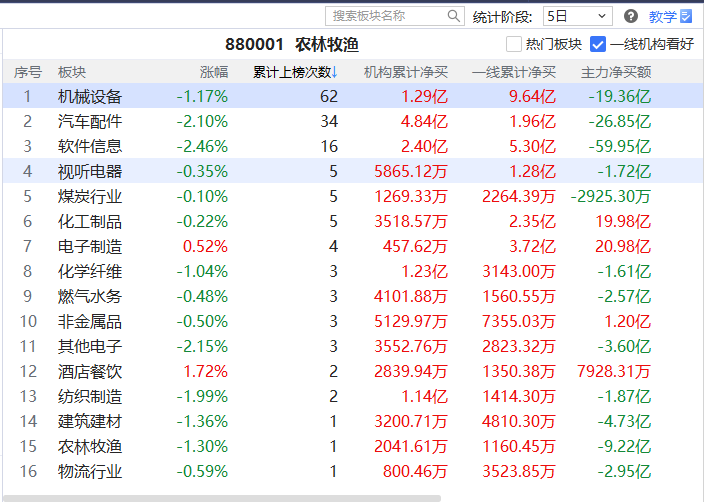 搜索板块名称 统计阶段: 5日 ? 教学
880001 农林牧渔
热门板块 一线机构看好
序号 板块 涨幅 累计上榜次数↓ 机构累计净买 一线累计净买 主力净买额
1 机械设备 -1.17% 62 1.29亿 9.64亿 -19.36亿
2 汽车配件 -2.10% 34 4.84亿 1.96亿 -26.85亿
3 软件信息 -2.46% 16 2.40亿 5.30亿 -59.95亿
4 视听电器 -0.35% 5 5865.12万 1.28亿 -1.72亿
5 煤炭行业 -0.10% 5 1269.33万 2264.39万 -2925.30万
6 化工制品 -0.22% 5 3518.57万 2.35亿 19.98亿
7 电子制造 0.52% 4 457.62万 3.72亿 20.98亿
8 化学纤维 -1.04% 3 1.23亿 3143.00万 -1.61亿
9 燃气水务 -0.48% 3 4101.88万 1560.55万 -2.57亿
10 非金属品 -0.50% 3 5129.97万 7355.03万 1.20亿
11 其他电子 -2.15% 3 3552.76万 2823.32万 -3.60亿
12 酒店餐饮 1.72% 2 2839.94万 1350.38万 7928.31万
13 纺织制造 -1.99% 2 1.14亿 1414.30万 -1.87亿
14 建筑建材 -1.36% 1 3200.71万 4810.30万 -4.73亿
15 农林牧渔 -1.30% 1 2041.61万 1160.45万 -9.22亿
16 物流行业 -0.59% 1 800.46万 3523.85万 -2.95亿